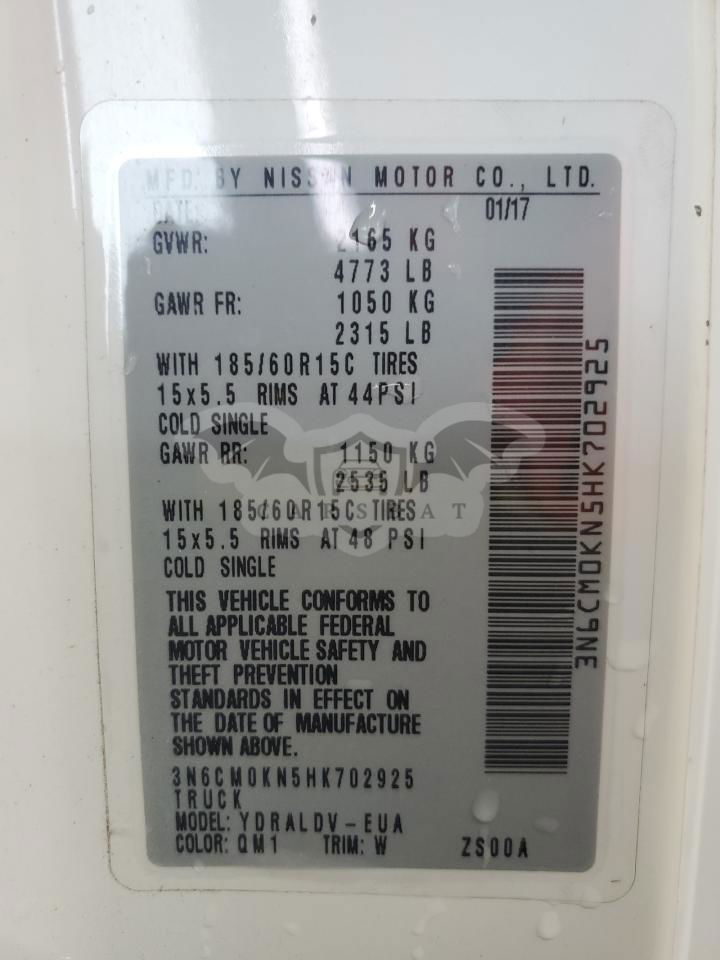 MFD. BY NISSAN MOTOR CO., LTD.
DATE: 01/17
GVWR: 2165 KG
4773 LB
GAWR FR: 1050 KG
2315 LB
WITH 185/60R15C TIRES
15x5.5 RIMS AT 44PSI
COLD SINGLE
GAWR RR: 1150 KG
2535 LB
WITH 185/60R15C TIRES
15x5.5 RIMS AT 48 PSI
COLD SINGLE
THIS VEHICLE CONFORMS TO
ALL APPLICABLE FEDERAL
MOTOR VEHICLE SAFETY AND
THEFT PREVENTION
STANDARDS IN EFFECT ON
THE DATE OF MANUFACTURE
SHOWN ABOVE.
3N6CM0KN5HK702925
TRUCK
MODEL: YDRALDV-EUA
COLOR: QM1 TRIM: W ZS00A
3N6CM0KN5HK702925